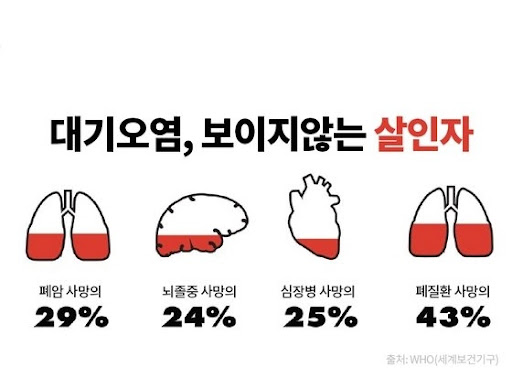 대기오염, 보이지않는 살인자
폐암 사망의
29%
뇌졸중 사망의
24%
심장병 사망의
25%
폐질환 사망의
43%
출처: WHO(세계보건기구)